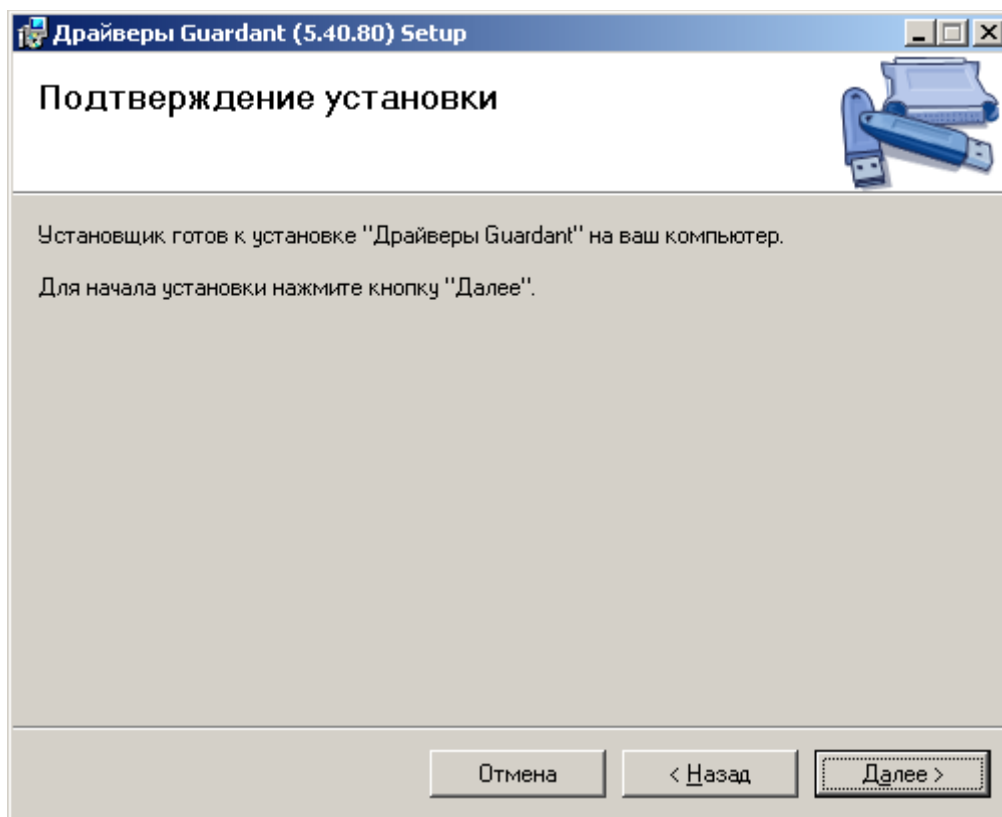 Драйверы Guardant (5.40.80) Setup
Подтверждение установки
Установщик готов к установке "Драйверы Guardant" на ваш компьютер.
Для начала установки нажмите кнопку "Далее".
Отмена
< Назад
Далее >